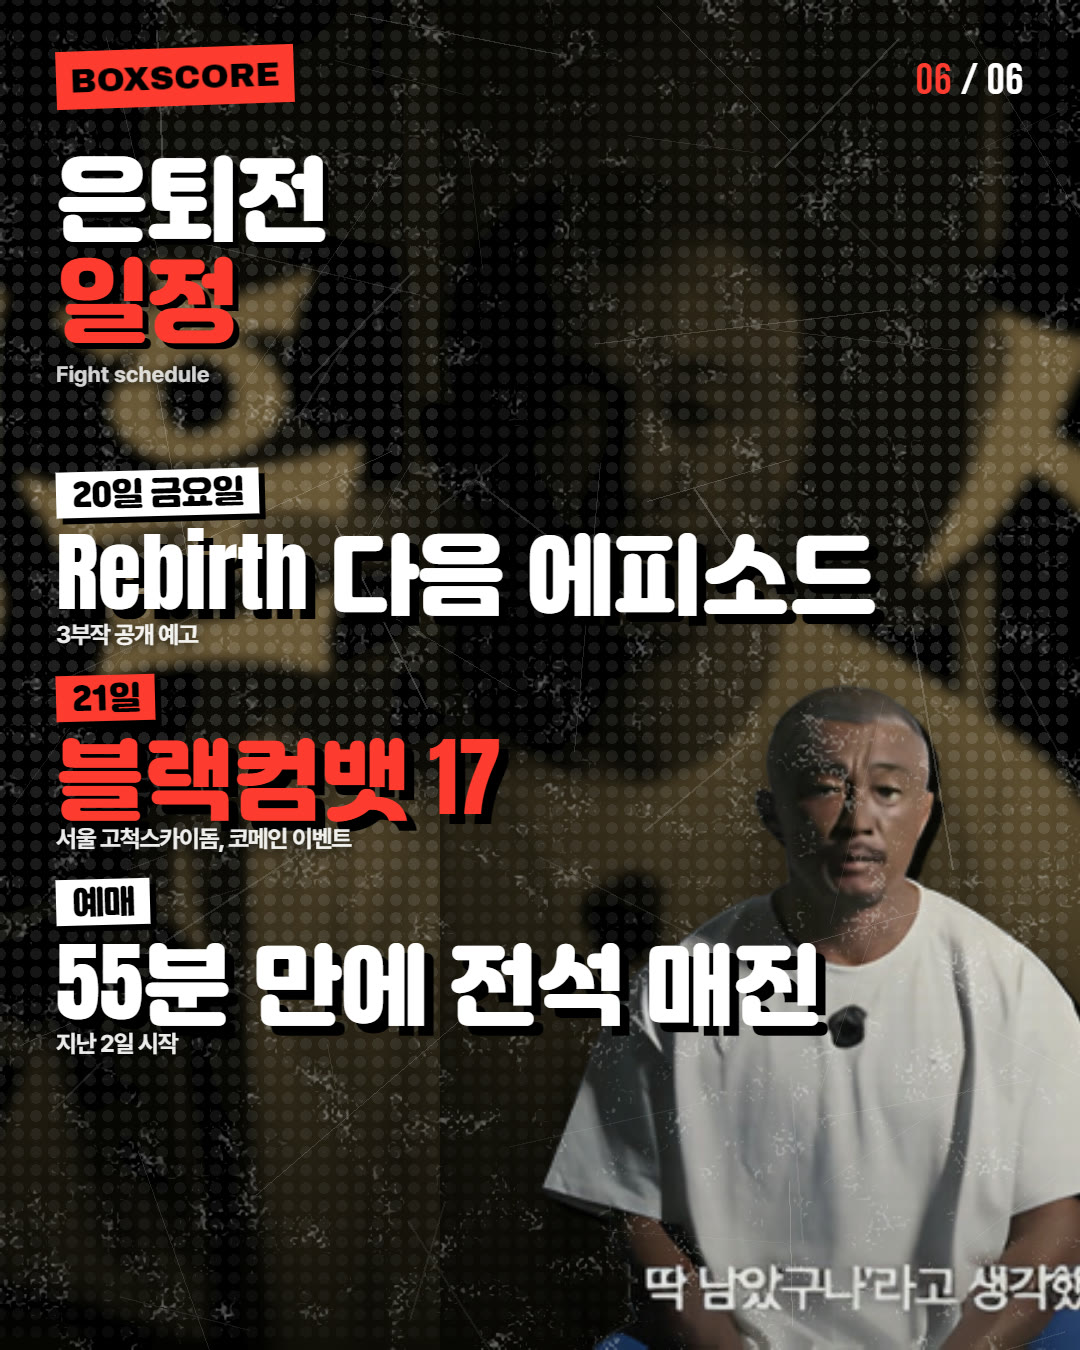 BOXSCORE
06 / 06
은퇴전
일정
Fight schedule
20일 금요일
Rebirth 다음 에피소드
3부작 공개 예고
21일
블랙컴뱃 17
서울 고척스카이돔, 코메인 이벤트
예매
55분 만에 전석 매진
지난 2일 시작
딱 남았구나'라고 생각했